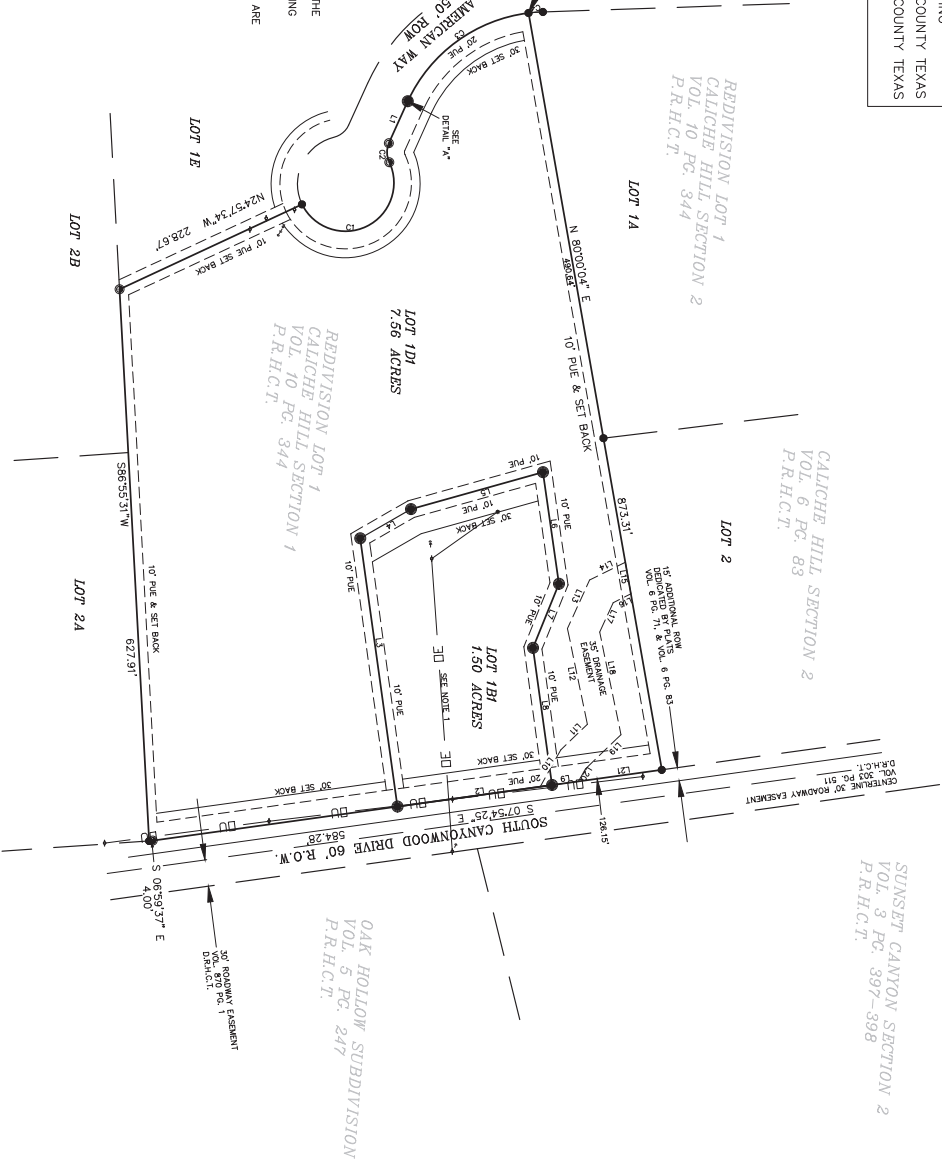 ING
COUNTY TEXAS
COUNTY TEXAS
THE
ING
ARE
AMERICAN WAY
50' ROW
C3
20' PUE
30' SET BACK
SEE
DETAIL "A"
L1
C2
C1
LOT 1E
N24°57'34"W
228.67'
10' PUE SET BACK
LOT 2B
REDIVISION LOT 1
CALICHE HILL SECTION 2
VOL. 10 PG. 344
P.R.H.C.T.
LOT 1A
N 80°00'04" E
490.64'
10' PUE & SET BACK
873.31'
LOT 1D1
7.56 ACRES
REDIVISION LOT 1
CALICHE HILL SECTION 1
VOL. 10 PG. 344
P.R.H.C.T.
CALICHE HILL SECTION 2
VOL. 6 PG. 83
P.R.H.C.T.
LOT 2
15' ADDITIONAL ROW
DEDICATED BY PLATS
VOL. 6 PG. 71, & VOL. 6 PG. 83
S86°55'31"W
627.91'
10' PUE & SET BACK
LOT 2A
10' PUE
L5
10' PUE
30' SET BACK
L4
10' PUE
L3
10' PUE
10' PUE
L6
10' PUE
L7
10' PUE
L8
L14
L15
L16
L13
L17
L18
L12
35' DRAINAGE
EASEMENT
L11
L10
L19
L20
L21
L9
LOT 1B1
1.50 ACRES
SEE NOTE 1
30' SET BACK
20' PUE
L2
30' SET BACK
126.15'
S 07°54'25" E
584.28'
SOUTH CANYONWOOD DRIVE 60' R.O.W.
CENTERLINE 30' ROADWAY EASEMENT
VOL. 303 PG. 511
D.R.H.C.T.
S 06°59'37" E
4.00'
30' ROADWAY EASEMENT
VOL. 870 PG. 1
D.R.H.C.T.
OAK HOLLOW SUBDIVISION
VOL. 5 PG. 247
P.R.H.C.T.
SUNSET CANYON SECTION 2
VOL. 3 PG. 397-398
P.R.H.C.T.